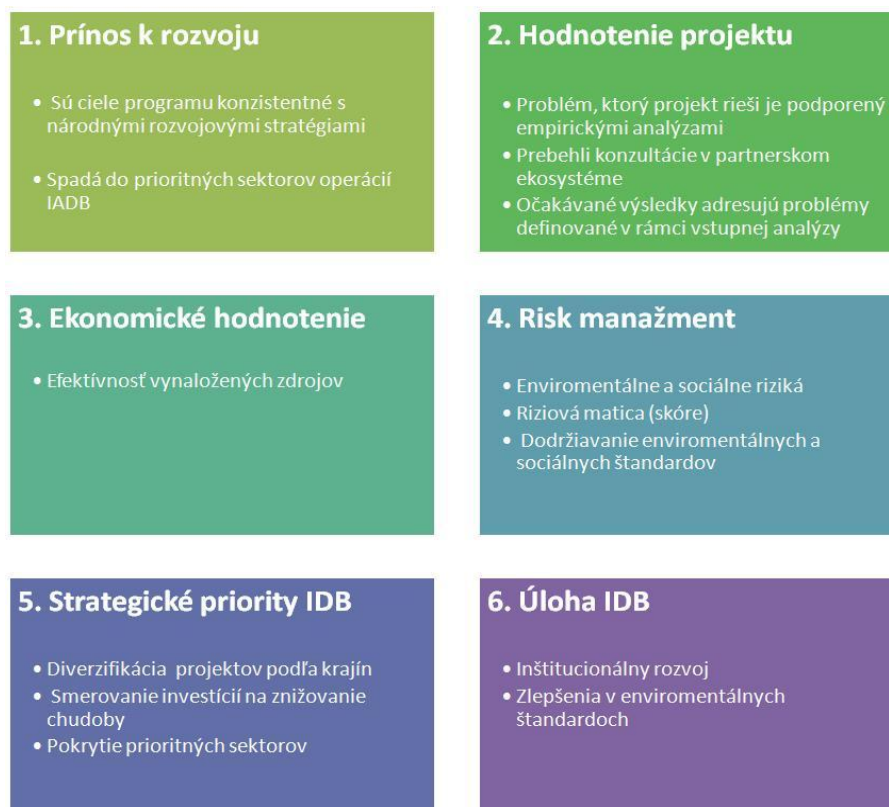 1. Prínos k rozvoju
• Sú ciele programu konzistentné s
národnými rozvojovými stratégiami
• Spadá do prioritných sektorov operácií
IADB
2. Hodnotenie projektu
• Problém, ktorý projekt rieši je podporený
empirickými analýzami
• Prebehli konzultácie v partnerskom
ekosystéme
• Očakávané výsledky adresujú problémy
definované v rámci vstupnej analýzy
3. Ekonomické hodnotenie
• Efektívnosť vynaložených zdrojov
4. Risk manažment
• Enviromentálne a sociálne riziká
• Riziová matica (skóre)
• Dodržiavanie enviromentálnych a
sociálnych štandardov
5. Strategické priority IDB
• Diverzifikácia projektov podľa krajín
• Smerovanie investícií na znižovanie
chudoby
• Pokrytie prioritných sektorov
6. Úloha IDB
• Inštitucionálny rozvoj
• Zlepšenia v enviromentálnych
štandardoch